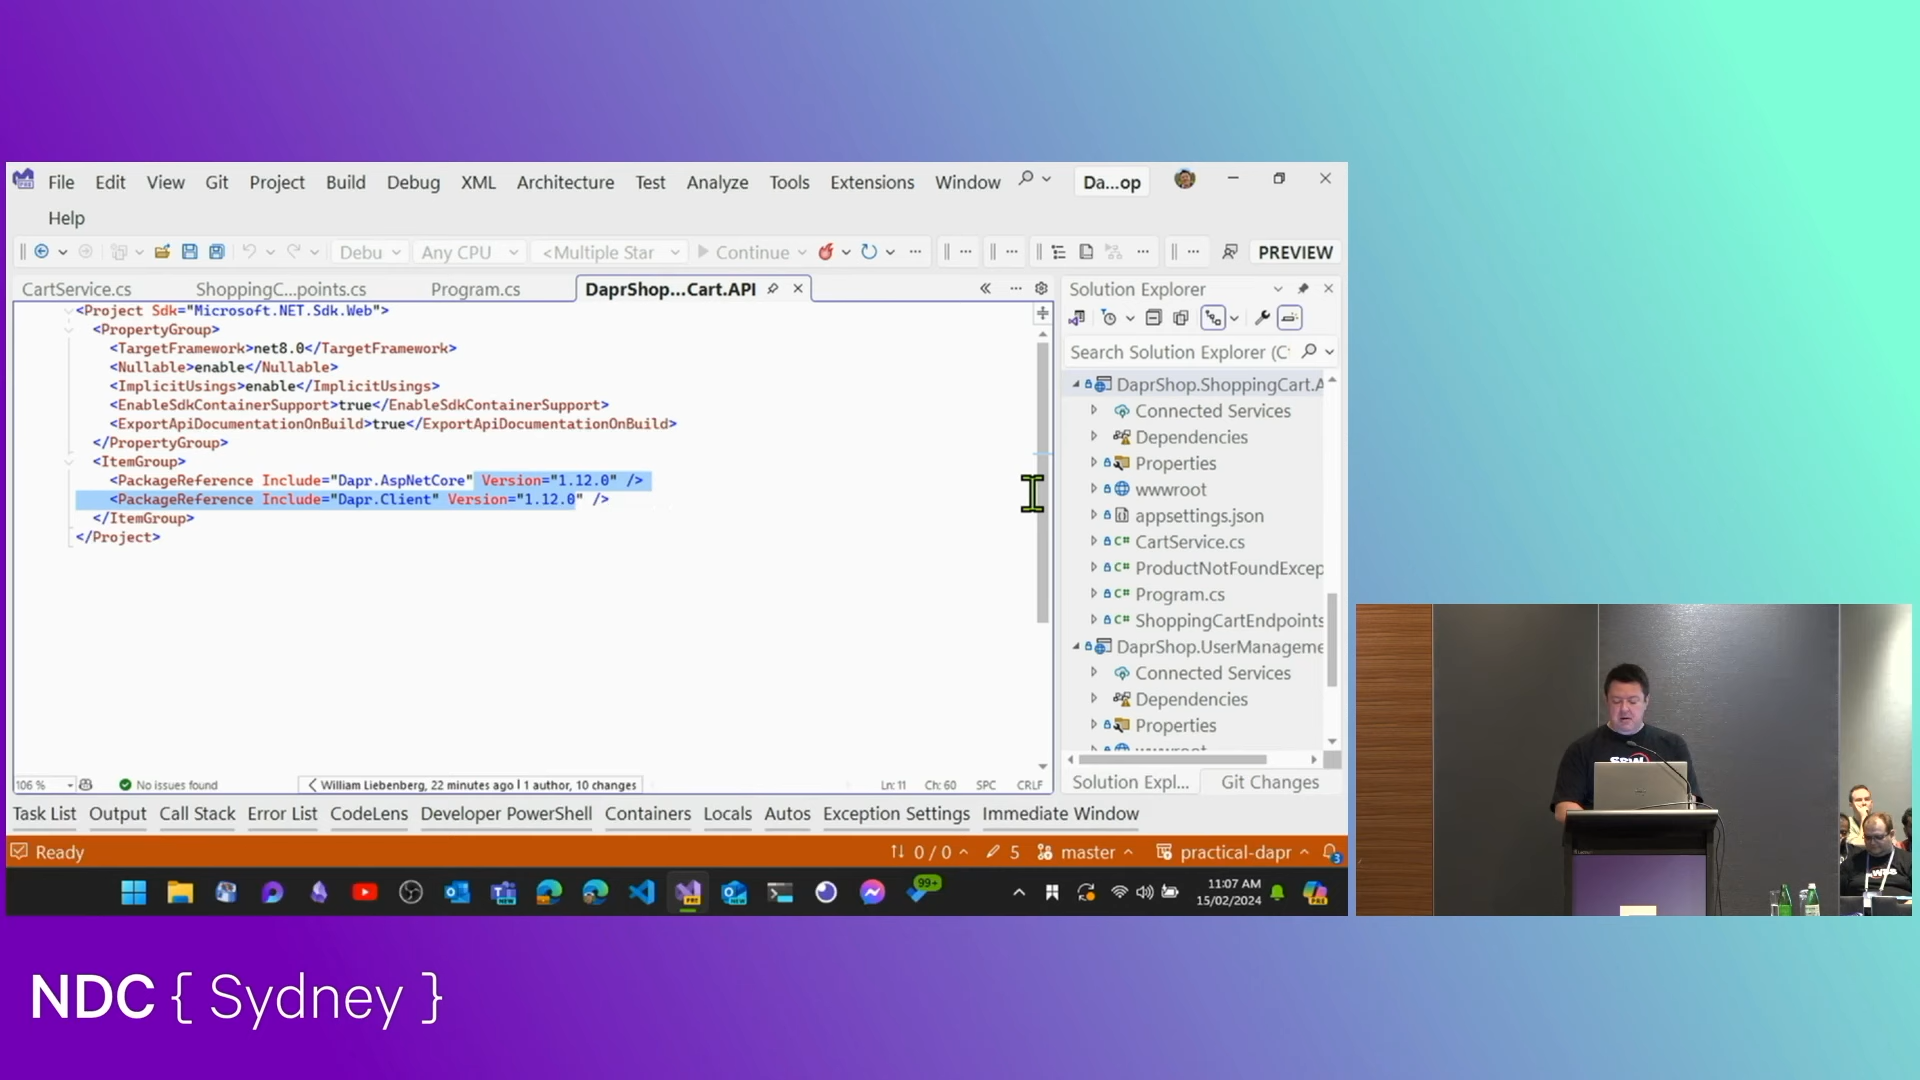 File Edit View Git Project Build Debug XML Architecture Test Analyze Tools Extensions Window Da...op
Help
Debu Any CPU <Multiple Star Continue PREVIEW
CartService.cs ShoppingC...points.cs Program.cs DaprShop...Cart.API
<Project Sdk="Microsoft.NET.Sdk.Web">
<PropertyGroup>
<TargetFramework>net8.0</TargetFramework>
<Nullable>enable</Nullable>
<ImplicitUsings>enable</ImplicitUsings>
<EnableSdkContainerSupport>true</EnableSdkContainerSupport>
<ExportApiDocumentationOnBuild>true</ExportApiDocumentationOnBuild>
</PropertyGroup>
<ItemGroup>
<PackageReference Include="Dapr.AspNetCore" Version="1.12.0" />
<PackageReference Include="Dapr.Client" Version="1.12.0" />
</ItemGroup>
</Project>
106 % No issues found William Liebenberg, 22 minutes ago | 1 author, 10 changes Ln: 11 Ch: 60 SPC CRLF
Solution Explorer
Search Solution Explorer (C
DaprShop.ShoppingCart.A
Connected Services
Dependencies
Properties
wwwroot
appsettings.json
C# CartService.cs
C# ProductNotFoundExcep
C# Program.cs
C# ShoppingCartEndpoints
DaprShop.UserManageme
Connected Services
Dependencies
Properties
wwwroot
Solution Expl... Git Changes
Task List Output Call Stack Error List CodeLens Developer PowerShell Containers Locals Autos Exception Settings Immediate Window
Ready 0 / 0 5 master practical-dapr 3
99+ 11:07 AM
15/02/2024
NDC { Sydney }